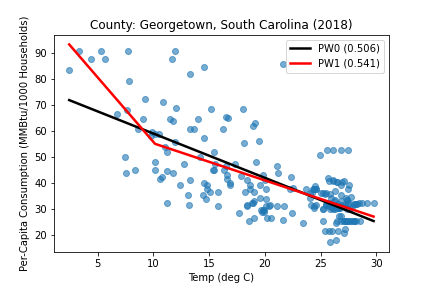 County: Georgetown, South Carolina (2018)
PW0 (0.506)
PW1 (0.541)
Per-Capita Consumption (MMBtu/1000 Households)
90
80
70
60
50
40
30
20
5 10 15 20 25 30
Temp (deg C)